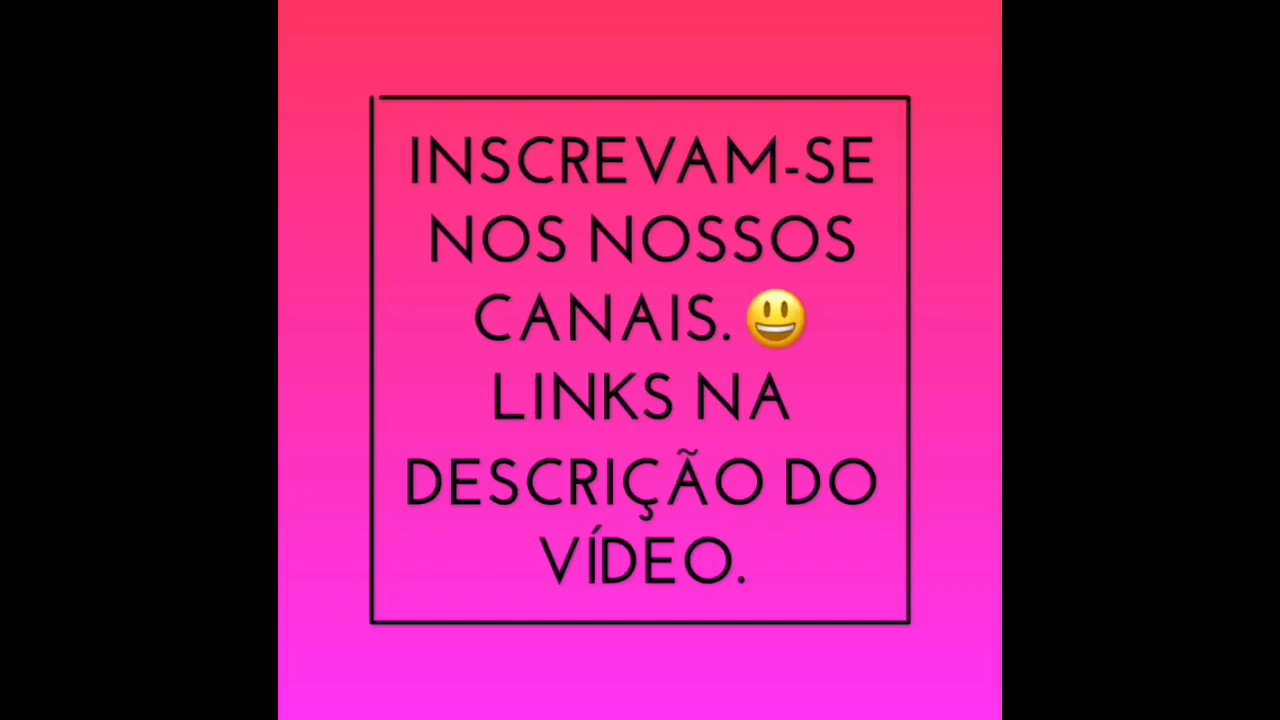 INSCREVAM-SE
NOS NOSSOS
CANAIS. 😃
LINKS NA
DESCRIÇÃO DO
VÍDEO.